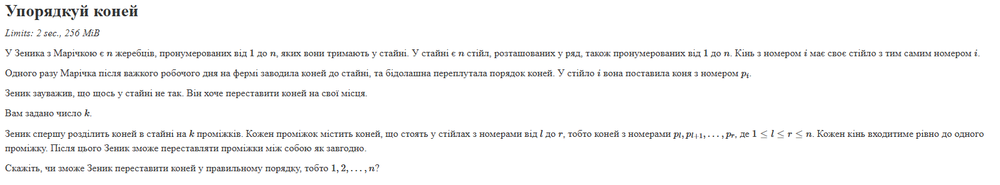 Упорядкуй коней
Limits: 2 sec., 256 MiB
У Зеника з Марічкою є n жеребців, пронумерованих від 1 до n, яких вони тримають у стайні. У стайні є n стійл, розташованих у ряд, також пронумерованих від 1 до n. Кінь з номером i має своє стійло з тим самим номером i.
Одного разу Марічка після важкого робочого дня на фермі заводила коней до стайні, та бідолашна переплутала порядок коней. У стійло i вона поставила коня з номером p_i.
Зеник зауважив, що щось у стайні не так. Він хоче переставити коней на свої місця.
Вам задано число k.
Зеник спершу розділить коней в стайні на k проміжків. Кожен проміжок містить коней, що стоять у стійлах з номерами від l до r, тобто коней з номерами p_l, p_{l+1}, …, p_r, де 1 ≤ l ≤ r ≤ n. Кожен кінь входитиме рівно до одного
проміжку. Після цього Зеник зможе переставляти проміжки між собою як завгодно.
Скажіть, чи зможе Зеник переставити коней у правильному порядку, тобто 1, 2, …, n?